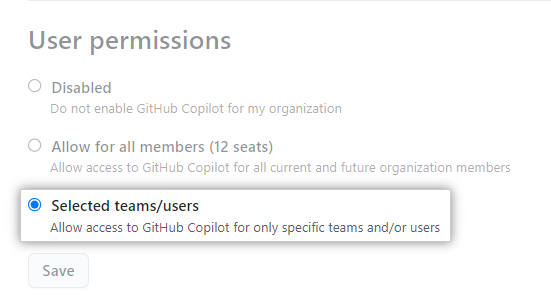 User permissions
Disabled
Do not enable GitHub Copilot for my organization
Allow for all members (12 seats)
Allow access to GitHub Copilot for all current and future organization members
Selected teams/users
Allow access to GitHub Copilot for only specific teams and/or users
Save